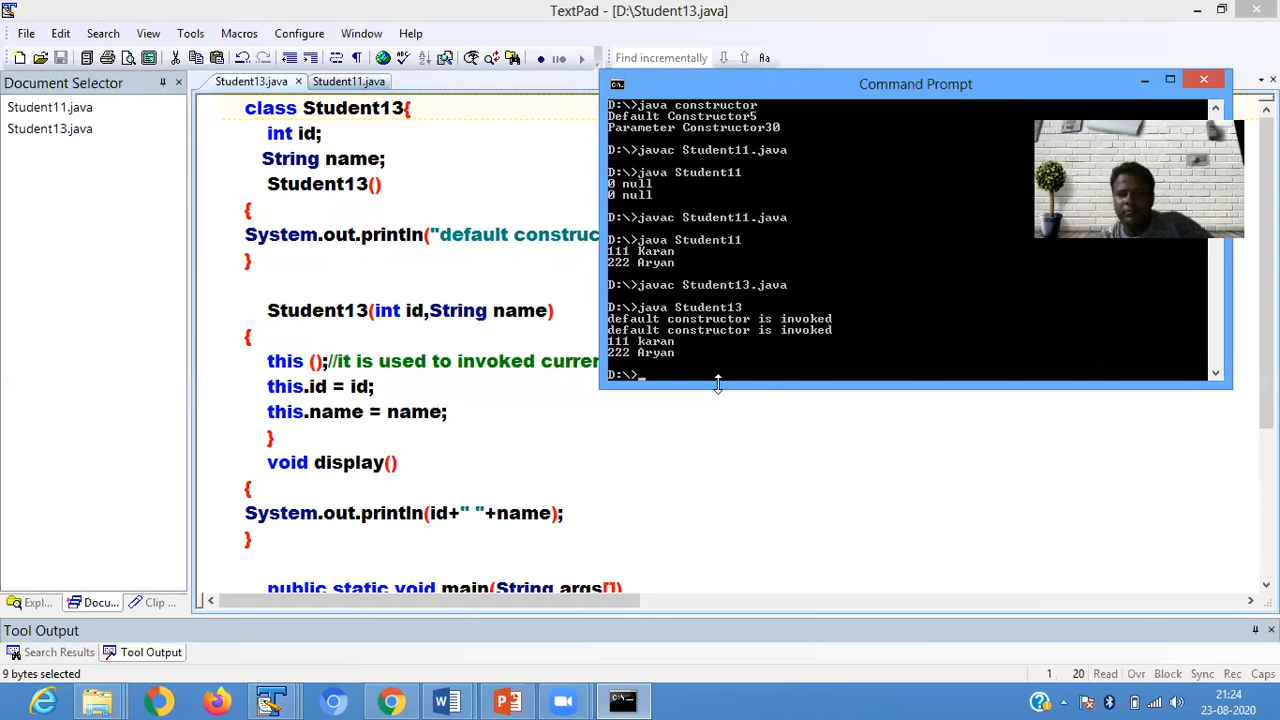 TextPad - [D:\Student13.java]
File Edit Search View Tools Macros Configure Window Help
Find incrementally
Document Selector
Student11.java
Student13.java
Student13.java
Student11.java
class Student13{
int id;
String name;
Student13()
{
System.out.println("default construc
}
Student13(int id,String name)
{
this ();//it is used to invoked curren
this.id = id;
this.name = name;
}
void display()
{
System.out.println(id+" "+name);
}
public static void main(String args[])
Command Prompt
D:\>java constructor
Default Constructor5
Parameter Constructor30
D:\>javac Student11.java
D:\>java Student11
0 null
0 null
D:\>javac Student11.java
D:\>java Student11
111 Karan
222 Aryan
D:\>javac Student13.java
D:\>java Student13
default constructor is invoked
default constructor is invoked
111 karan
222 Aryan
D:\>_
Expl... Docu... Clip ...
Tool Output
Search Results Tool Output
9 bytes selected
1 20 Read Ovr Block Sync Rec Caps
21:24
23-08-2020